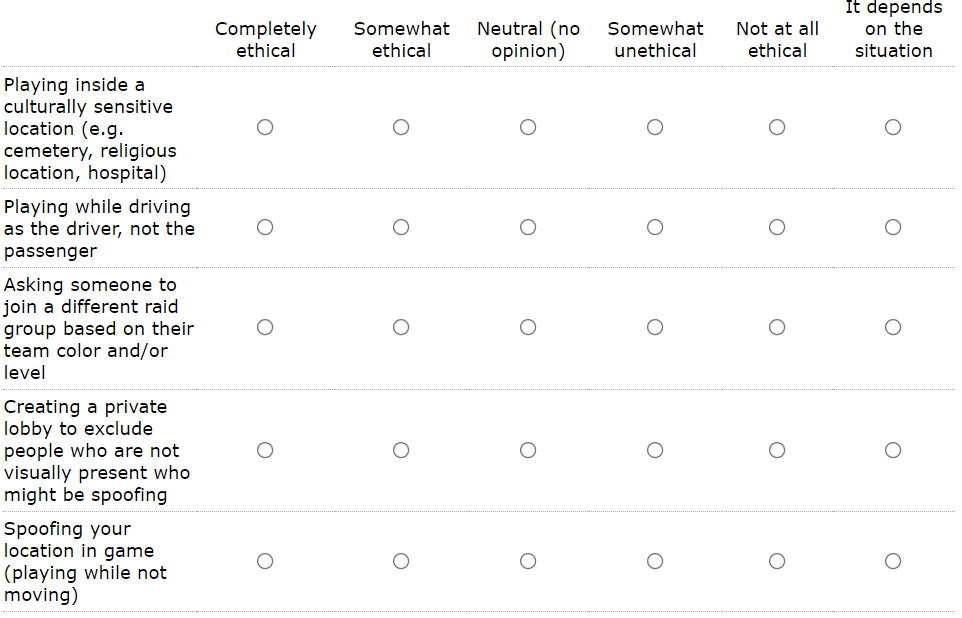 Completely ethical
Somewhat ethical
Neutral (no opinion)
Somewhat unethical
Not at all ethical
It depends on the situation
Playing inside a
culturally sensitive
location (e.g.
cemetery, religious
location, hospital)
Playing while driving
as the driver, not the
passenger
Asking someone to
join a different raid
group based on their
team color and/or
level
Creating a private
lobby to exclude
people who are not
visually present who
might be spoofing
Spoofing your
location in game
(playing while not
moving)